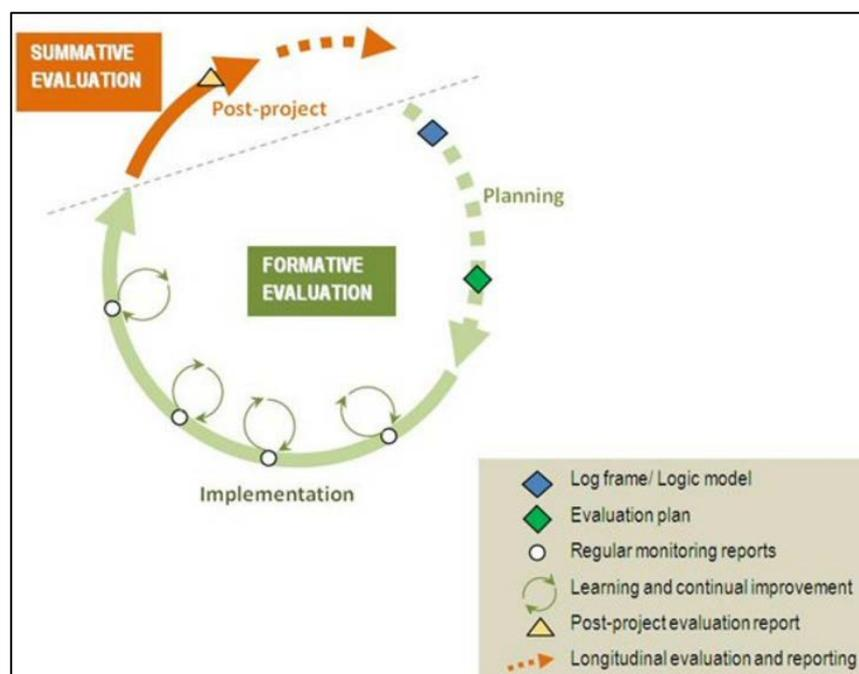 SUMMATIVE
EVALUATION
Post-project
Planning
FORMATIVE
EVALUATION
Implementation
Log frame/ Logic model
Evaluation plan
Regular monitoring reports
Learning and continual improvement
Post-project evaluation report
Longitudinal evaluation and reporting